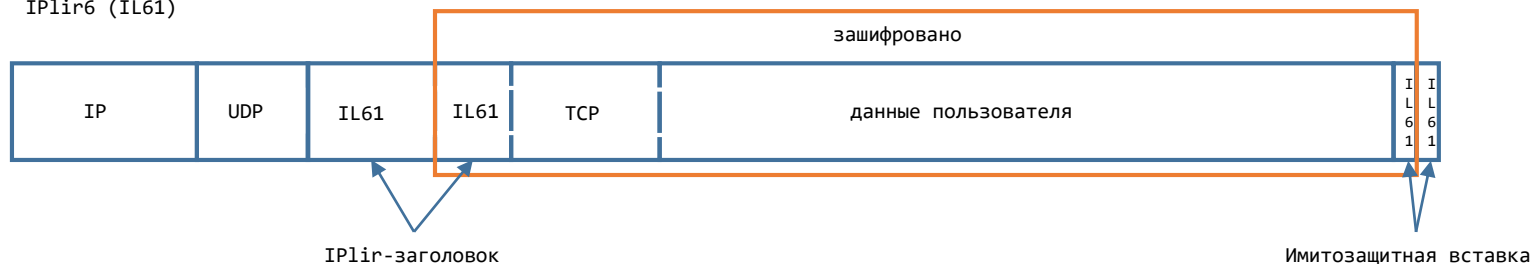 IPlir6 (IL61)
зашифровано
IP
UDP
IL61
IL61
TCP
данные пользователя
IL61
IL61
IPlir-заголовок
Имитозащитная вставка